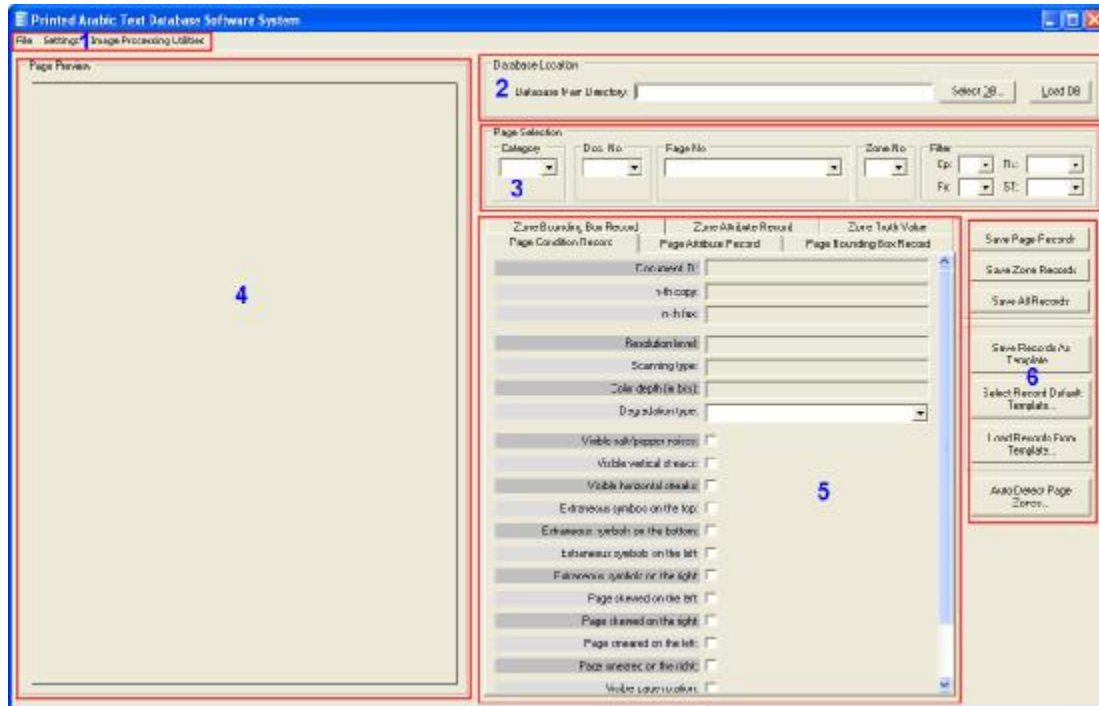 Printed Arabic Text Database Software System
File Settings 1 Image Processing Utilities
Page Preview
4
Database Location
2 Database Main Directory: Select DB... Load DB
Page Selection
Category Doc. No Page No Zone No Filter
3
Cp: Fx: ST:
Zone Bounding Box Record Zone Attribute Record Zone Truth Value
Page Condition Record Page Attribute Record Page Bounding Box Record
Document ID:
n-th copy:
n-th fax:
Resolution level:
Scanning type:
Color depth (in bits):
Degradation type:
Visible salt/pepper noises:
Visible vertical streaks:
Visible horizontal streaks:
Extraneous symbols on the top:
Extraneous symbols on the bottom:
Extraneous symbols on the left:
Extraneous symbols on the right:
Page skewed on the left:
Page skewed on the right:
Page smeared on the left:
Page smeared on the right:
Visible page rotation:
5
Save Page Records
Save Zone Records
Save All Records
Save Records As
Template
6
Select Record Default
Template...
Load Records From
Template...
Auto Detect Page
Zones...